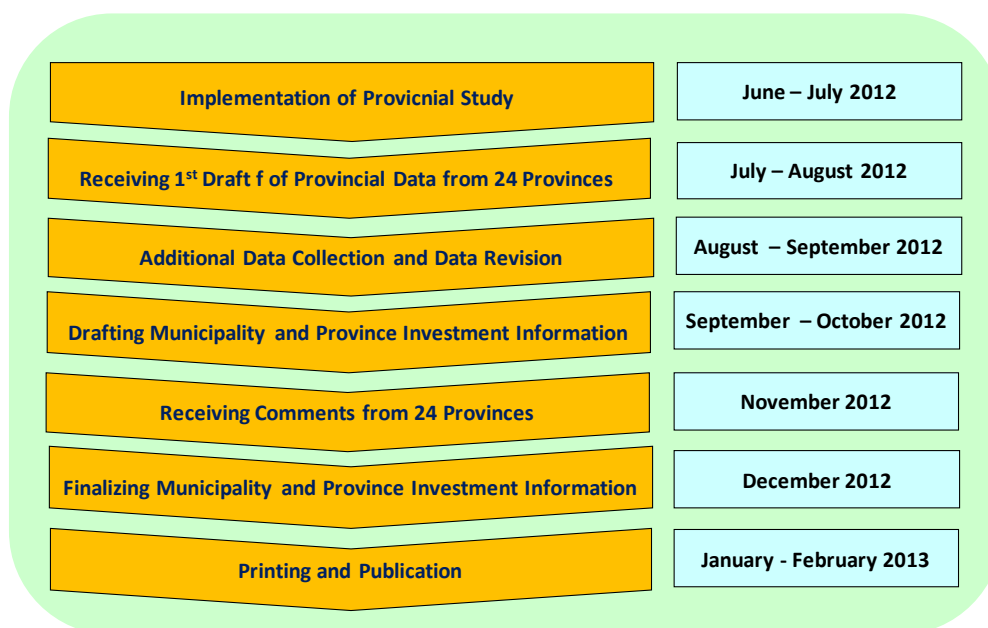 Implementation of Provicnial Study
June – July 2012
Receiving 1st Draft f of Provincial Data from 24 Provinces
July – August 2012
Additional Data Collection and Data Revision
August – September 2012
Drafting Municipality and Province Investment Information
September – October 2012
Receiving Comments from 24 Provinces
November 2012
Finalizing Municipality and Province Investment Information
December 2012
Printing and Publication
January - February 2013